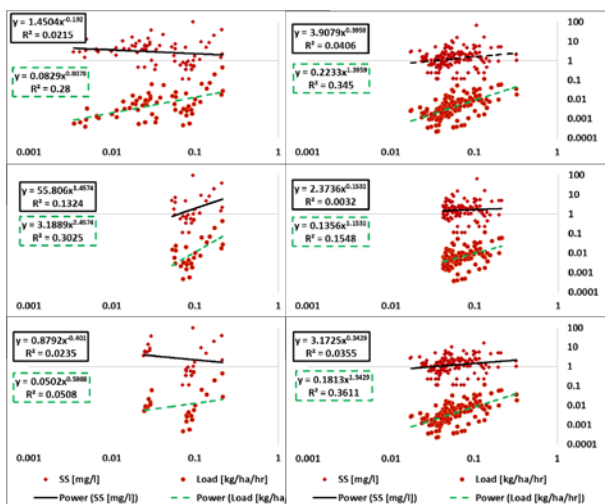 y = 1.4504x^-0.192
R² = 0.0215
y = 0.0829x^0.8078
R² = 0.28
0.001 0.01 0.1 1
y = 3.9079x^0.3959
R² = 0.0406
y = 0.2233x^1.3959
R² = 0.345
100
10
1
0.1
0.01
0.001
0.0001
0.001 0.01 0.1 1
y = 55.806x^1.4574
R² = 0.1324
y = 3.1889x^2.4574
R² = 0.3025
0.001 0.01 0.1 1
y = 2.3736x^0.1531
R² = 0.0032
y = 0.1356x^1.1531
R² = 0.1548
100
10
1
0.1
0.01
0.001
0.0001
0.001 0.01 0.1 1
y = 0.8792x^-0.401
R² = 0.0235
y = 0.0502x^0.5988
R² = 0.0508
0.001 0.01 0.1 1
y = 3.1725x^0.3429
R² = 0.0355
y = 0.1813x^1.3429
R² = 0.3611
100
10
1
0.1
0.01
0.001
0.0001
0.001 0.01 0.1 1
SS [mg/l] Load [kg/ha/hr]
Power (SS [mg/l]) Power (Load [kg/ha/hr])
SS [mg/l] Load [kg/ha/hr]
Power (SS [mg/l]) Power (Load [kg/ha/hr])